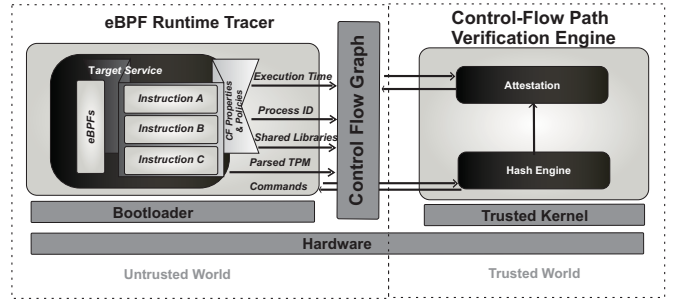 eBPF Runtime Tracer
Control-Flow Path
Verification Engine
Target Service
eBPFs
Instruction A
Instruction B
Instruction C
CF Properties
& Policies
Execution Time
Process ID
Shared Libraries
Parsed TPM
Commands
Control Flow Graph
Attestation
Hash Engine
Bootloader
Trusted Kernel
Hardware
Untrusted World
Trusted World